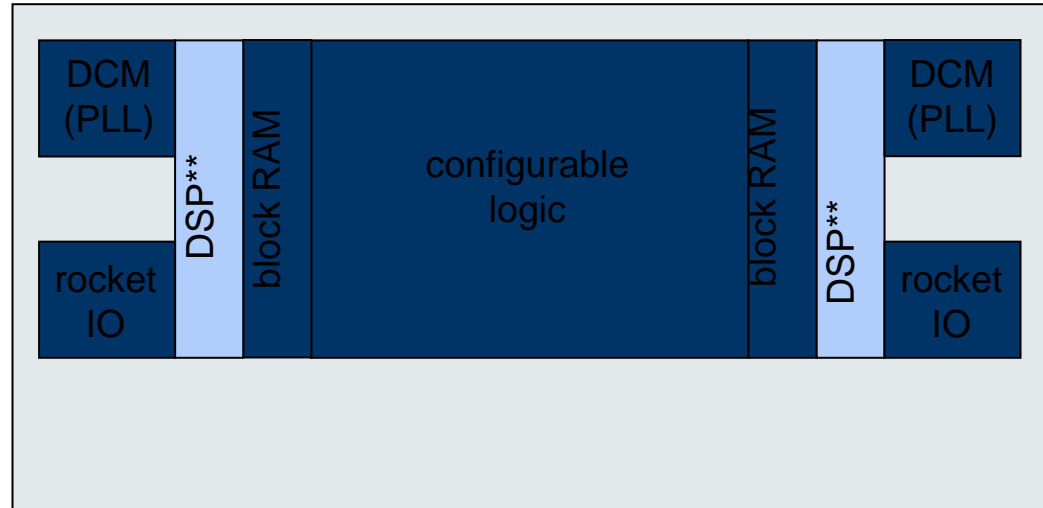 DCM
(PLL)
rocket
IO
DSP**
block RAM
configurable
logic
block RAM
DSP**
DCM
(PLL)
rocket
IO